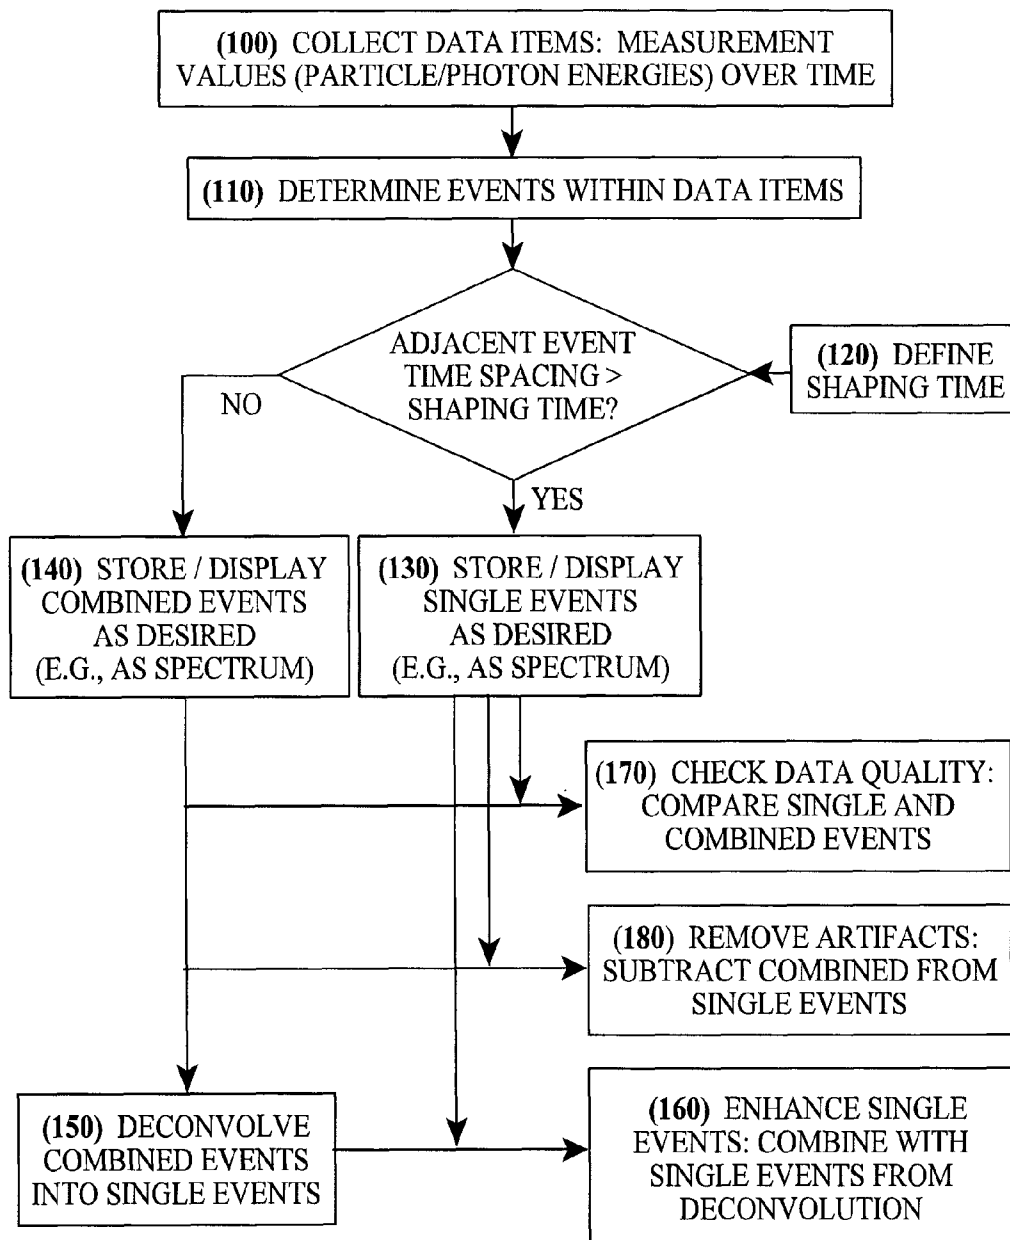 (100) COLLECT DATA ITEMS: MEASUREMENT
VALUES (PARTICLE/PHOTON ENERGIES) OVER TIME
(110) DETERMINE EVENTS WITHIN DATA ITEMS
ADJACENT EVENT
TIME SPACING >
SHAPING TIME?
(120) DEFINE
SHAPING TIME
NO
YES
(140) STORE / DISPLAY
COMBINED EVENTS
AS DESIRED
(E.G., AS SPECTRUM)
(130) STORE / DISPLAY
SINGLE EVENTS
AS DESIRED
(E.G., AS SPECTRUM)
(170) CHECK DATA QUALITY:
COMPARE SINGLE AND
COMBINED EVENTS
(180) REMOVE ARTIFACTS:
SUBTRACT COMBINED FROM
SINGLE EVENTS
(150) DECONVOLVE
COMBINED EVENTS
INTO SINGLE EVENTS
(160) ENHANCE SINGLE
EVENTS: COMBINE WITH
SINGLE EVENTS FROM
DECONVOLUTION